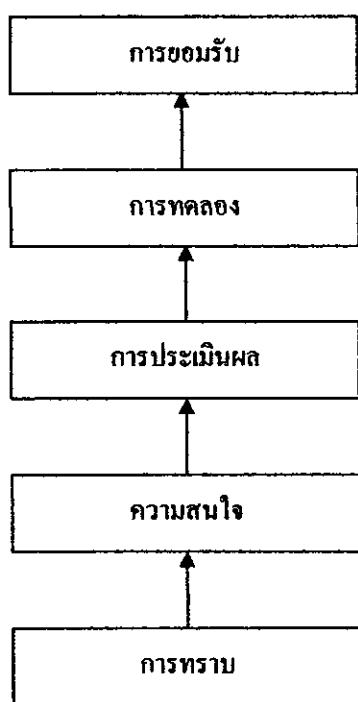 การยอมรับ
การทดลอง
การประเมินผล
ความสนใจ
การทราบ